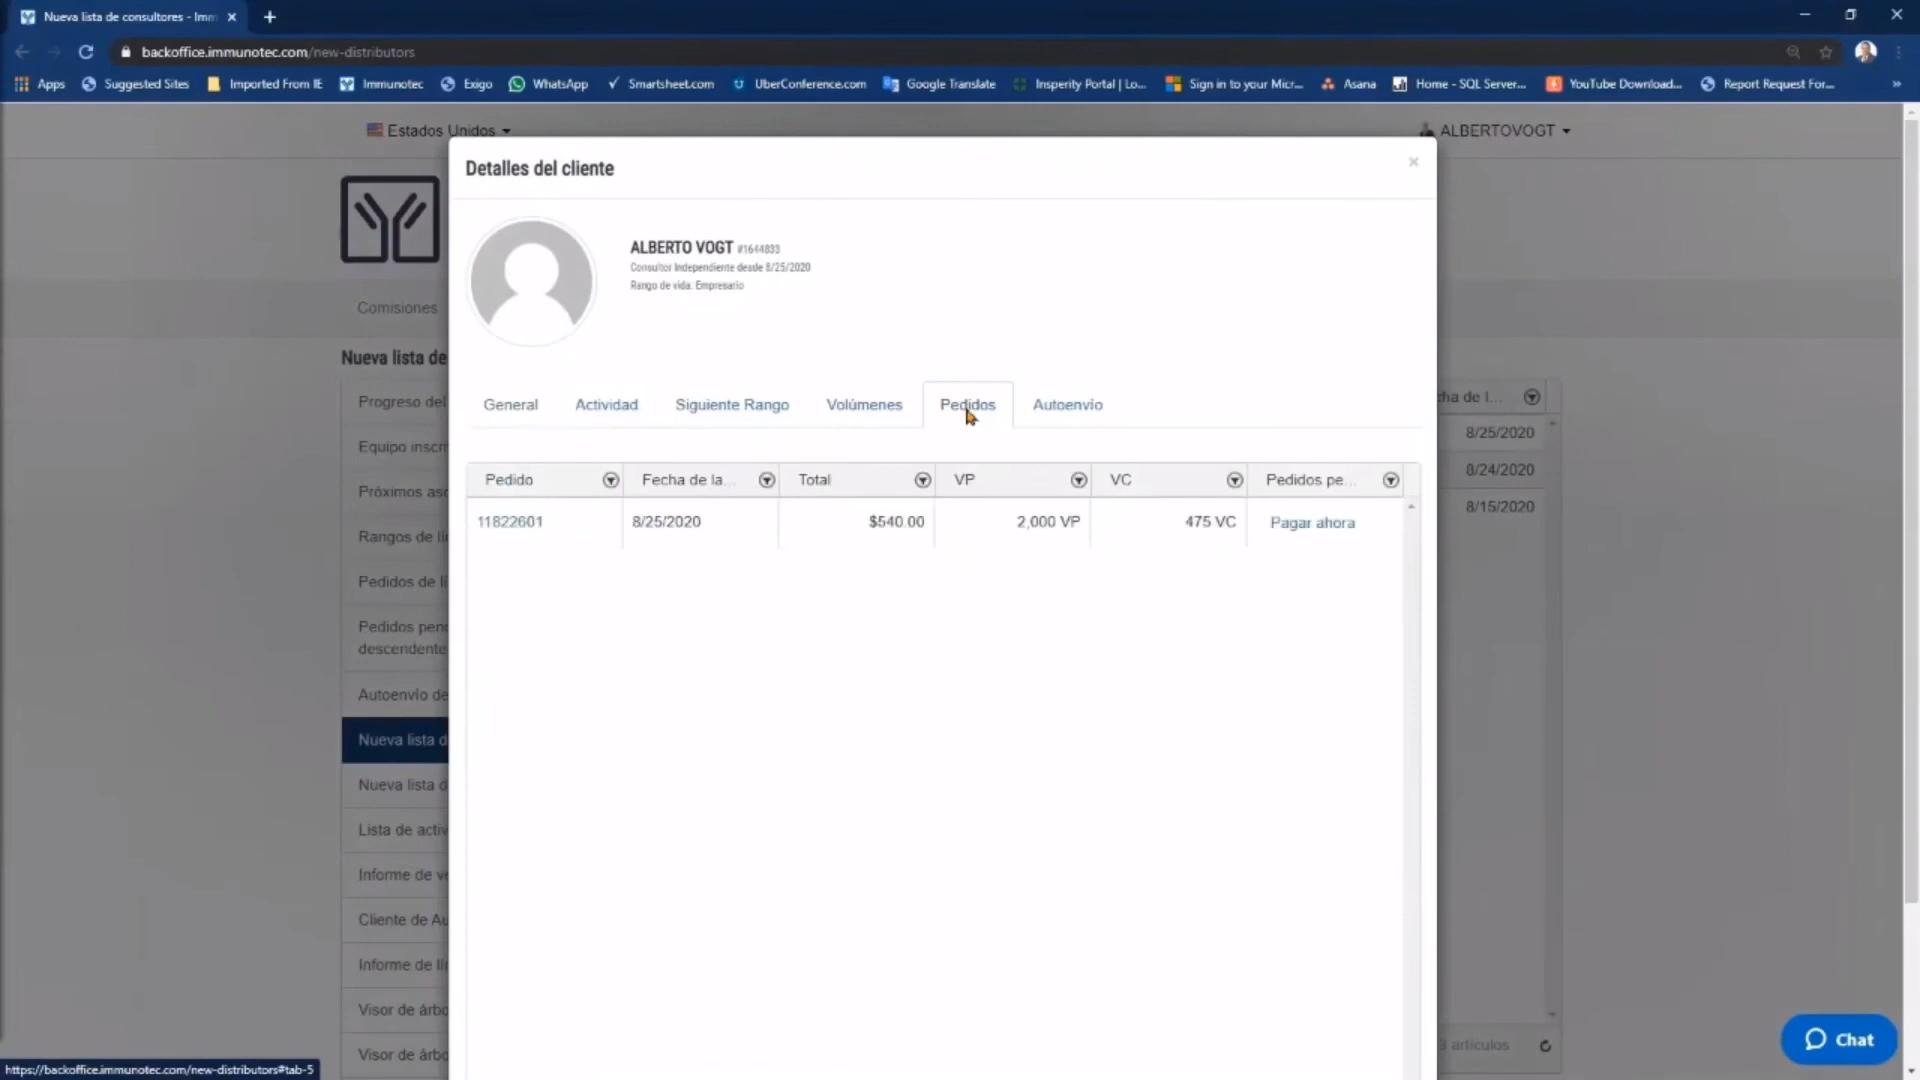 Nueva lista de consultores - Imm
backoffice.immunotec.com/new-distributors
Apps
Suggested Sites
Imported From IE
Immunotec
Exigo
WhatsApp
Smartsheet.com
UberConference.com
Google Translate
Insperity Portal | Lo...
Sign in to your Micr...
Asana
Home - SQL Server...
YouTube Download...
Report Request For...
»
Estados Unidos
ALBERTOVOGT
Detalles del cliente
×
ALBERTO VOGT #1644833
Consultor Independiente desde 8/25/2020
Rango de vida. Empresario
Comisiones
Nueva lista de
Progreso del
Equipo inscr
Próximos as
Rangos de lí
Pedidos de lí
Pedidos pen
descendente
Autoenvío de
Nueva lista d
Nueva lista d
Lista de activ
Informe de v
Cliente de Au
Informe de lí
Visor de árbo
Visor de árbo
General
Actividad
Siguiente Rango
Volúmenes
Pedidos
Autoenvío
Pedido
Fecha de la...
Total
VP
VC
Pedidos pe...
11822601
8/25/2020
$540.00
2,000 VP
475 VC
Pagar ahora
ha de l...
8/25/2020
8/24/2020
8/15/2020
3 artículos
Chat
https://backoffice.immunotec.com/new-distributors#tab-5